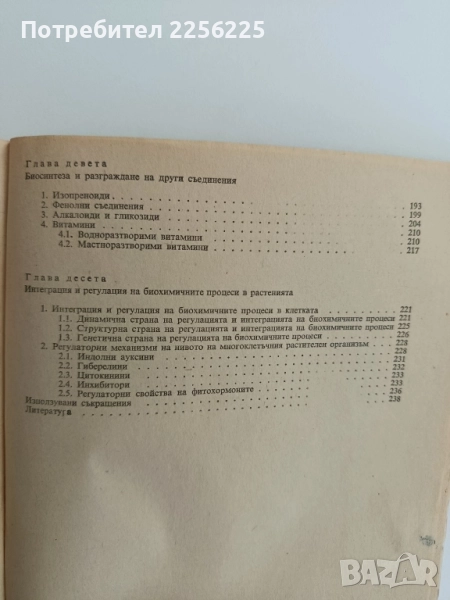 Потребител 2256225
Глава девета
Биосинтеза и разграждане на други съединения
1. Изопреноиди
2. Фенолни съединения 193
3. Алкалоиди и гликозиди 199
4. Витамини 204
4.1. Водноразтворими витамини 210
4.2. Мастноразтворими витамини 210
217
Глава десета
Интеграция и регулация на биохимичните процеси в растенията
1. Интеграция и регулация на биохимичните процеси в клетката 221
1.1. Динамична страна на регулацията и интеграцията на биохимичните процеси 221
1.2. Структурна страна на регулацията и интеграцията на биохимичните процеси 225
1.3. Генетична страна на регулацията на биохимичните процеси 226
2. Регулаторни механизми на нивото на многоклетъчния растителен организъм 228
2.1. Индолни ауксини 228
2.2. Гиберелини 231
2.3. Цитокинини 232
2.4. Инхибитори 233
2.5. Регулаторни свойства на фитохормоните 233
Използувани съкращения 236
Литература 238
bazar